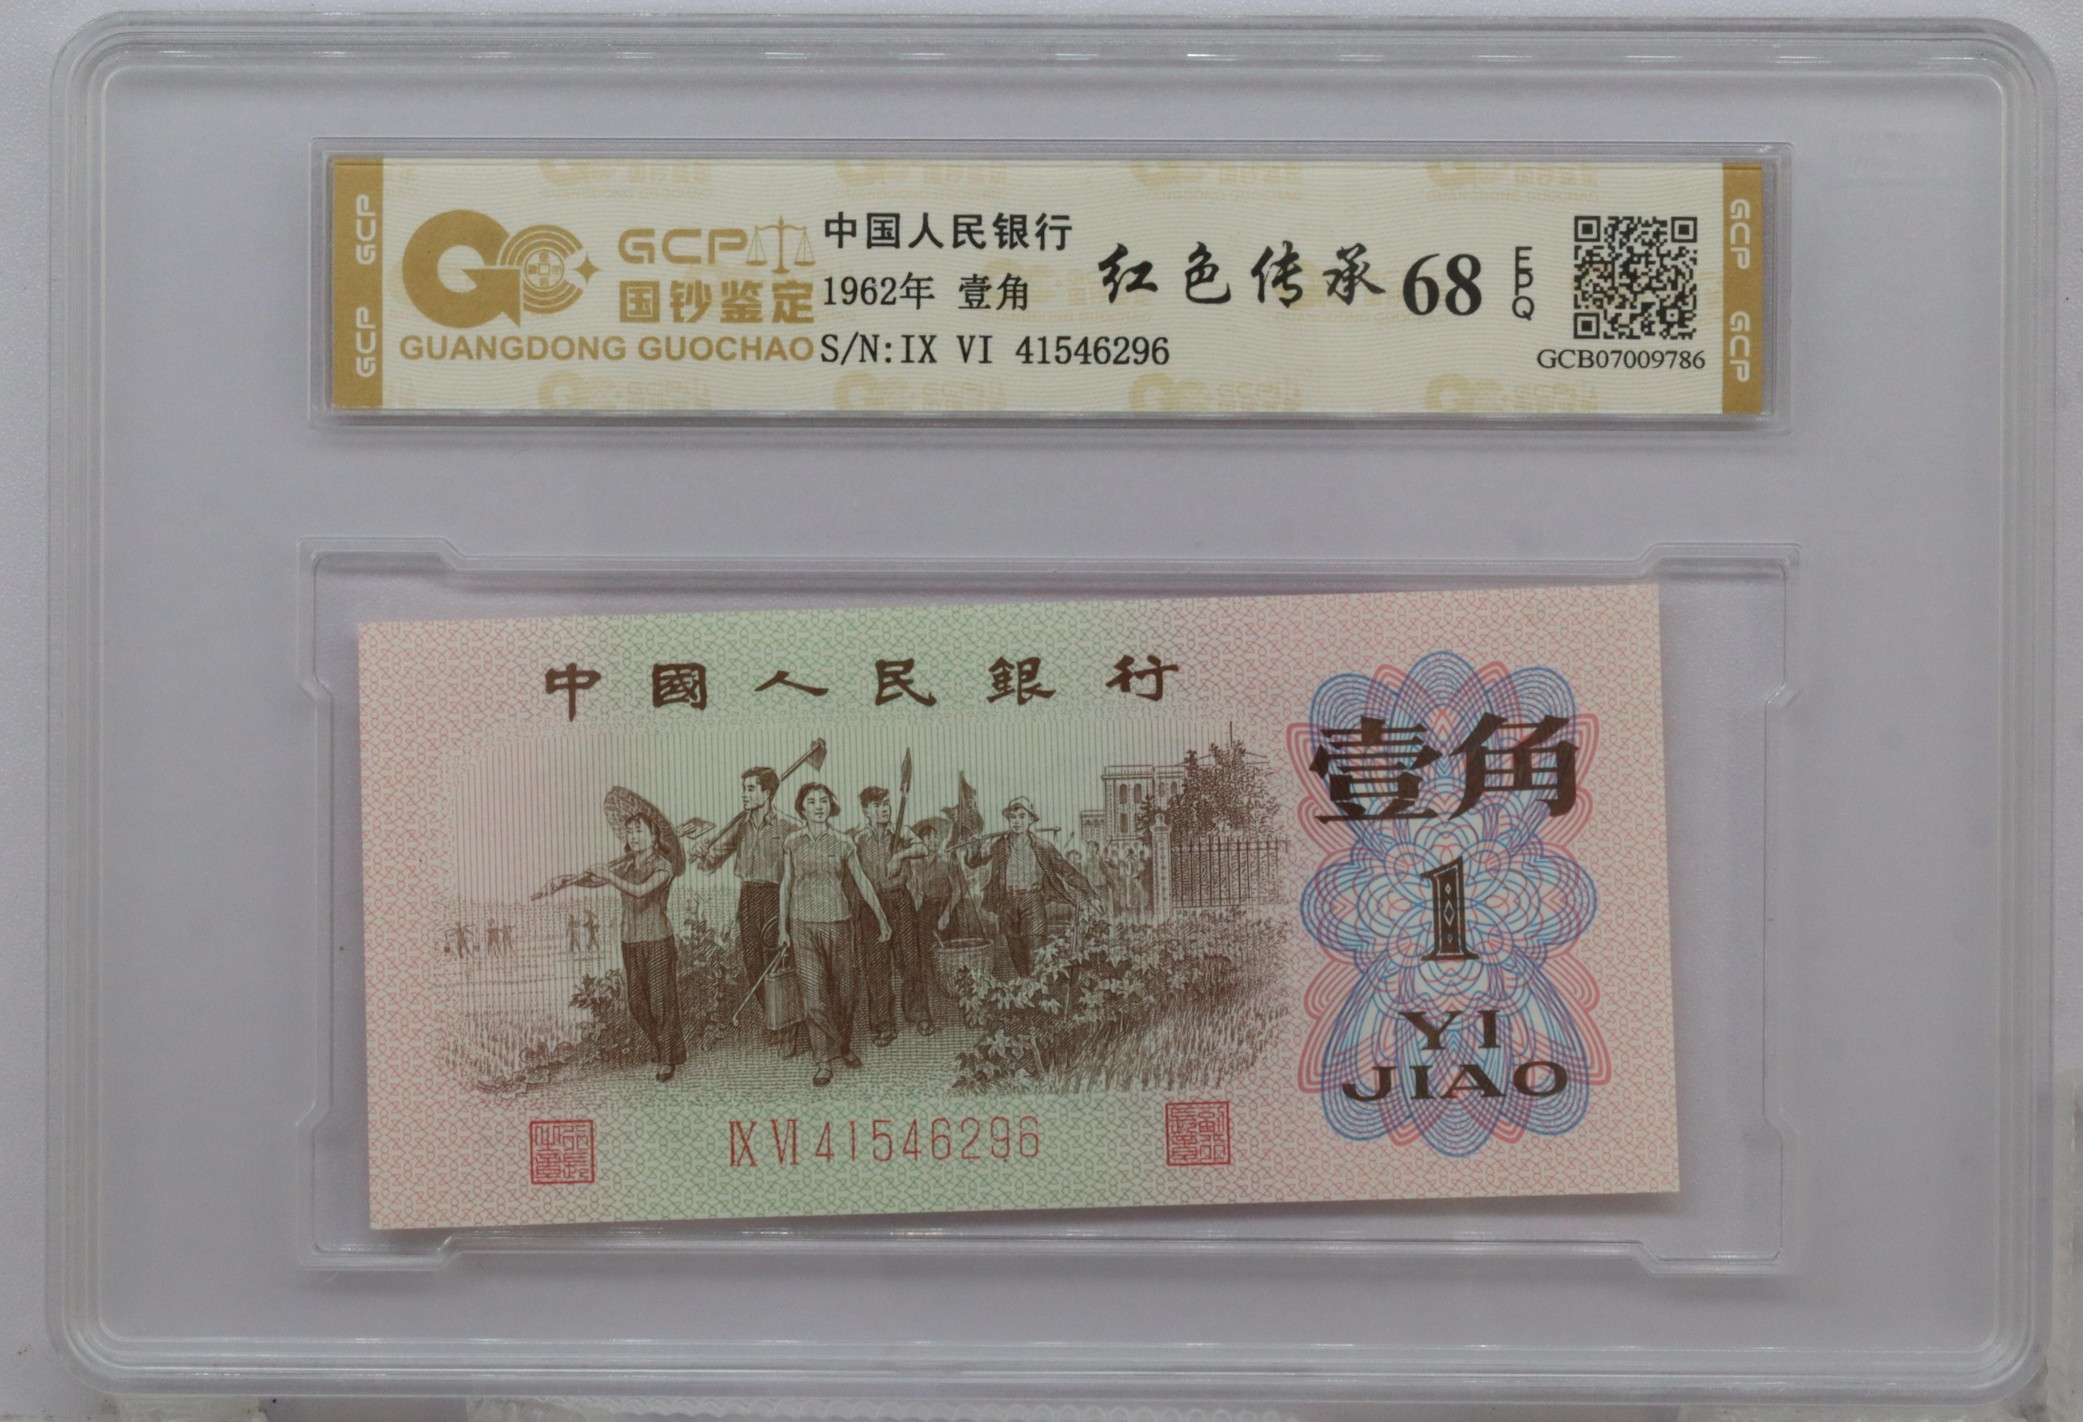 GCP
GCP
GCP
国钞鉴定
GUANGDONG GUOCHAO
中国人民银行
1962年 壹角
S/N:IX VI 41546296
红色传承 68 EPQ
GCB07009786
GCP
GCP
中國人民銀行
壹角
1
YI
JIAO
IX VI 41546296